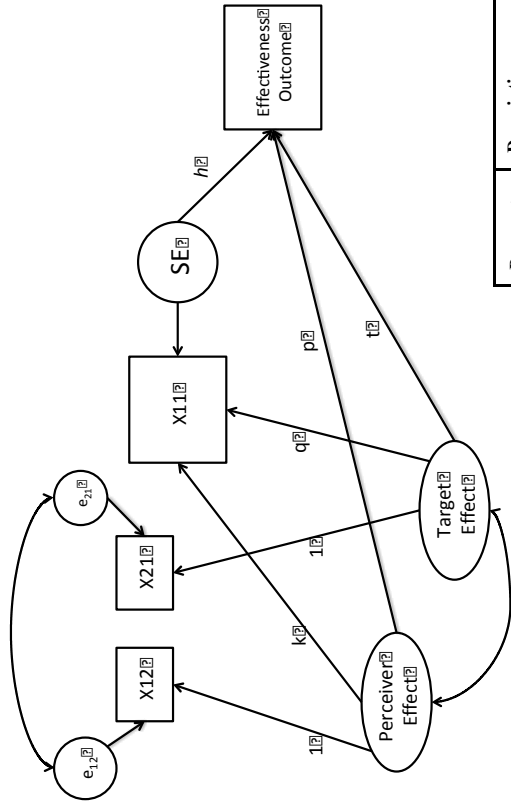 e12
e21
X12
X21
X11
SE
h
Effectiveness
Outcome
1
k
1
q
p
t
Perceiver
Effect
Target
Effect